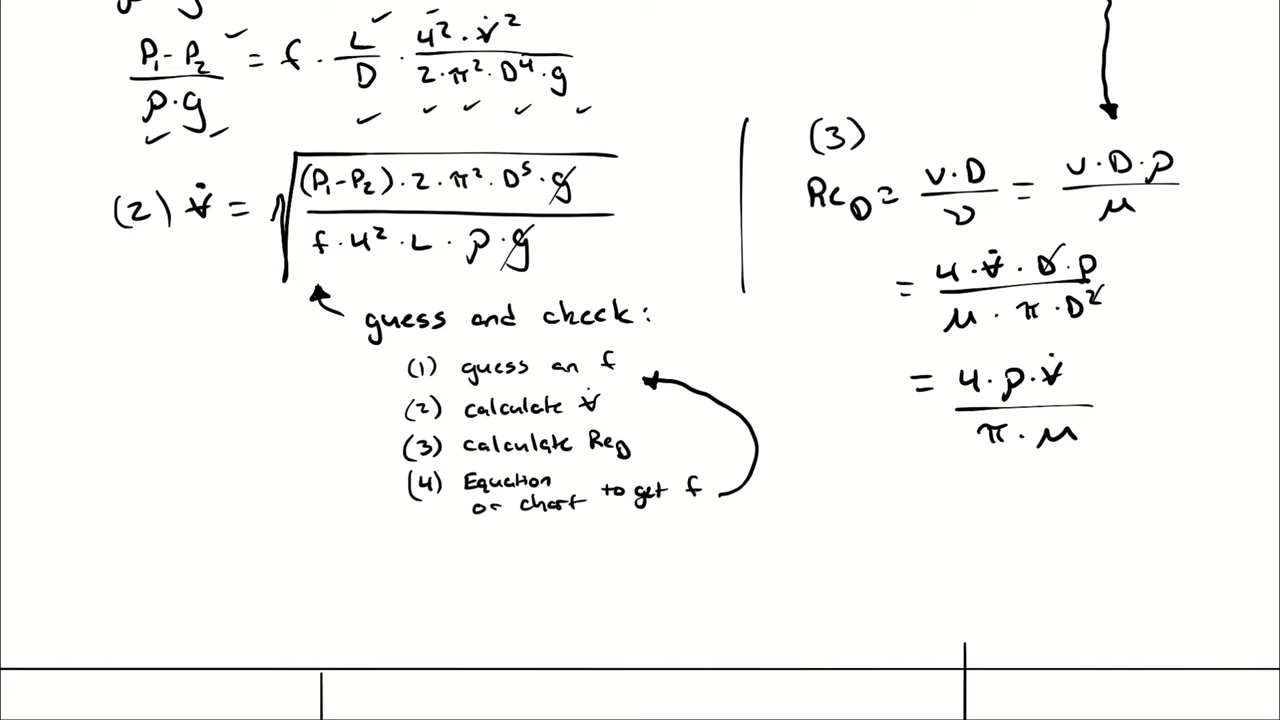 (P₁ - P₂)/(ρ · g) = f · L/D · (4² · V̶̇²)/(2 · π² · D⁴ · g)
(2) V̶̇ = √((P₁ - P₂) · 2 · π² · D⁵ · g)/(f · 4² · L · ρ · g)
guess and check:
(1) guess an f
(2) calculate V̶̇
(3) calculate Re_D
(4) Equation
or chart to get f
(3)
Re_D = (v · D)/ν = (v · D · ρ)/μ
= (4 · V̶̇ · D · ρ)/(μ · π · D²)
= (4 · ρ · V̶̇)/(π · μ)